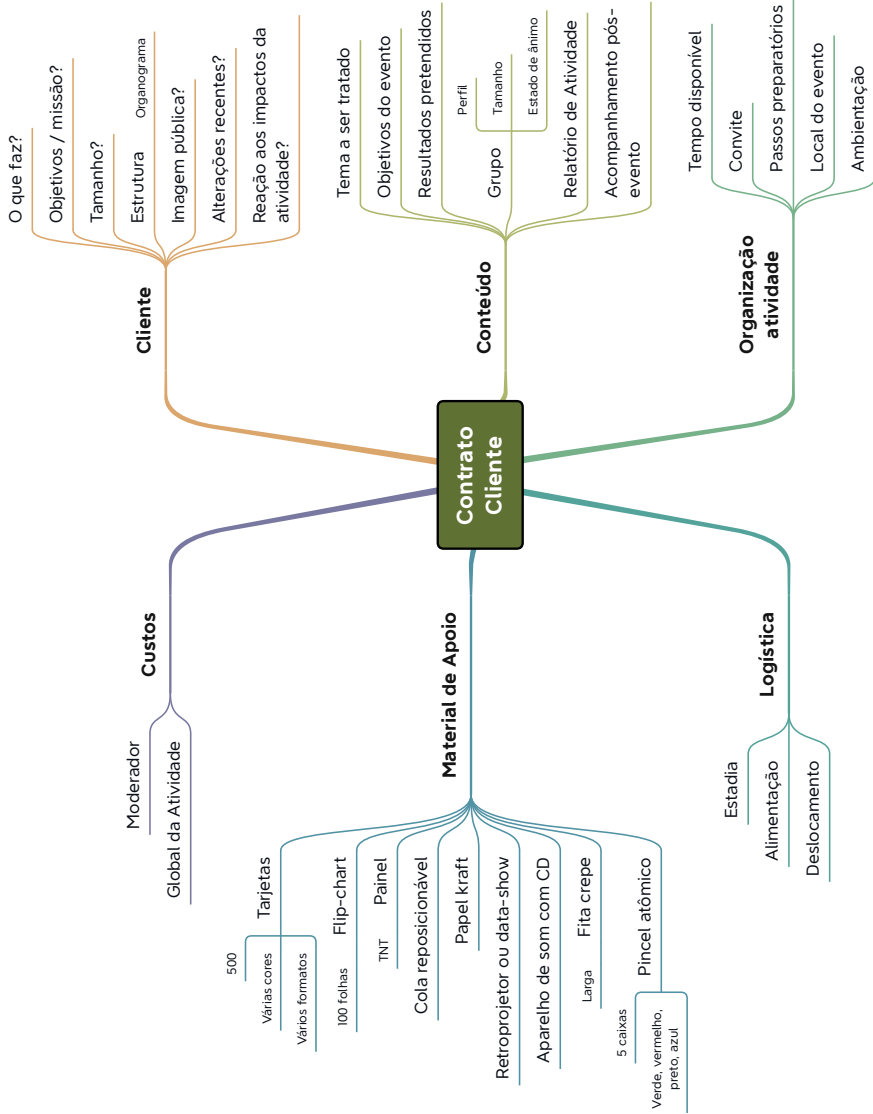 Contrato
Cliente
Cliente
O que faz?
Objetivos / missão?
Tamanho?
Estrutura
Organograma
Imagem pública?
Alterações recentes?
Reação aos impactos da
atividade?
Conteúdo
Tema a ser tratado
Objetivos do evento
Resultados pretendidos
Grupo
Perfil
Tamanho
Estado de ânimo
Relatório de Atividade
Acompanhamento pós-
evento
Organização
atividade
Tempo disponível
Convite
Passos preparatórios
Local do evento
Ambientação
Custos
Moderador
Global da Atividade
Material de Apoio
Tarjetas
500
Várias cores
Vários formatos
Flip-chart
100 folhas
Painel
TNT
Cola reposicionável
Papel kraft
Retroprojetor ou data-show
Aparelho de som com CD
Fita crepe
Larga
Pincel atômico
5 caixas
Verde, vermelho,
preto, azul
Logística
Estadia
Alimentação
Deslocamento